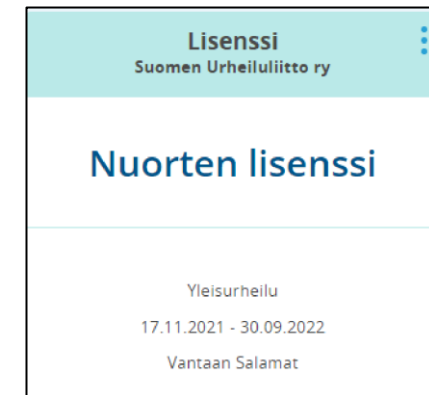 Lisenssi
Suomen Urheiluliitto ry
Nuorten lisenssi
Yleisurheilu
17.11.2021 - 30.09.2022
Vantaan Salamat